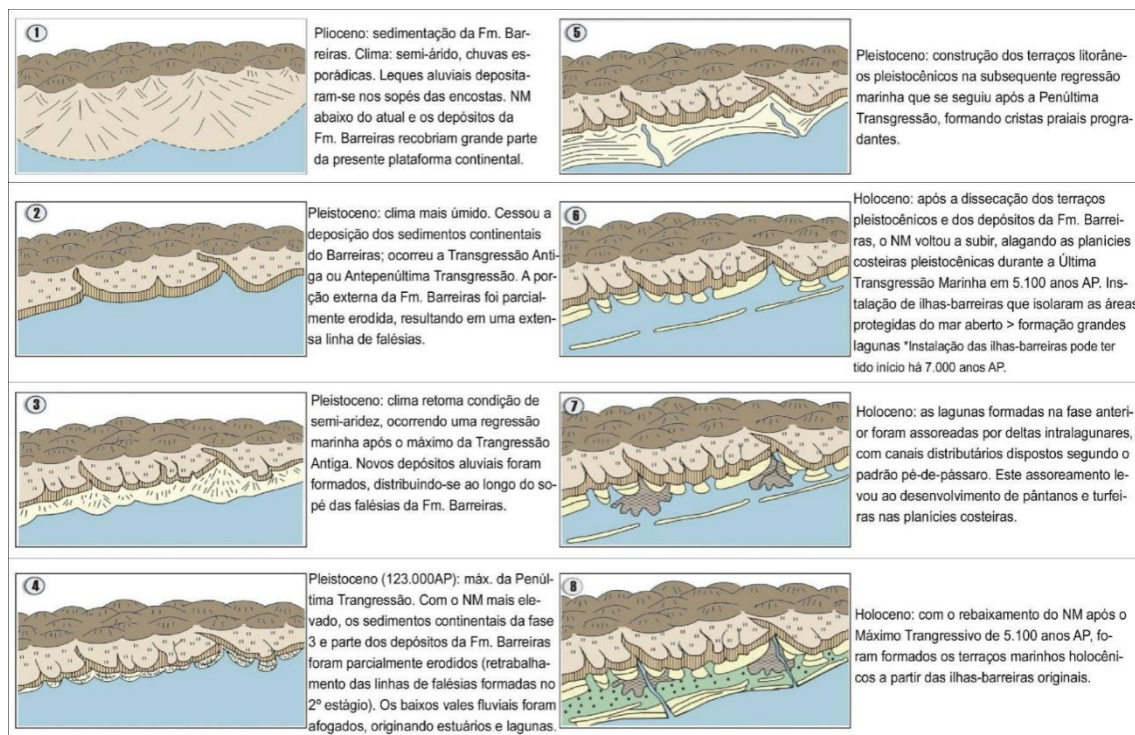 1
Plioceno: sedimentação da Fm. Bar-
reiras. Clima: semi-árido, chuvas es-
porádicas. Leques aluviais deposita-
ram-se nos sopés das encostas. NM
abaixo do atual e os depósitos da
Fm. Barreiras recobriam grande parte
da presente plataforma continental.
2
Pleistoceno: clima mais úmido. Cessou a
deposição dos sedimentos continentais
do Barreiras; ocorreu a Transgressão Anti-
ga ou Antepenúltima Transgressão. A por-
ção externa da Fm. Barreiras foi parcial-
mente erodida, resultando em uma exten-
sa linha de falésias.
3
Pleistoceno: clima retoma condição de
semi-aridez, ocorrendo uma regressão
marinha após o máximo da Trangressão
Antiga. Novos depósitos aluviais foram
formados, distribuindo-se ao longo do so-
pé das falésias da Fm. Barreiras.
4
Pleistoceno (123.000AP): máx. da Penúl-
tima Trangressão. Com o NM mais ele-
vado, os sedimentos continentais da fase
3 e parte dos depósitos da Fm. Barreiras
foram parcialmente erodidos (retrabalha-
mento das linhas de falésias formadas no
2º estágio). Os baixos vales fluviais foram
afogados, originando estuários e lagunas.
5
Pleistoceno: construção dos terraços litorâne-
os pleistocênicos na subsequente regressão
marinha que se seguiu após a Penúltima
Transgressão, formando cristas praiais progra-
dantes.
6
Holoceno: após a dissecação dos terraços
pleistocênicos e dos depósitos da Fm. Barrei-
ras, o NM voltou a subir, alagando as planícies
costeiras pleistocênicas durante a Última
Transgressão Marinha em 5.100 anos AP. Ins-
talação de ilhas-barreiras que isolaram as áreas
protegidas do mar aberto > formação grandes
lagunas *Instalação das ilhas-barreiras pode ter
tido início há 7.000 anos AP.
7
Holoceno: as lagunas formadas na fase anteri-
or foram assoreadas por deltas intralagunares,
com canais distributários dispostos segundo o
padrão pé-de-pássaro. Este assoreamento le-
vou ao desenvolvimento de pântanos e turfei-
ras nas planícies costeiras.
8
Holoceno: com o rebaixamento do NM após o
Máximo Trangressivo de 5.100 anos AP, fo-
ram formados os terraços marinhos holocêni-
cos a partir das ilhas-barreiras originais.